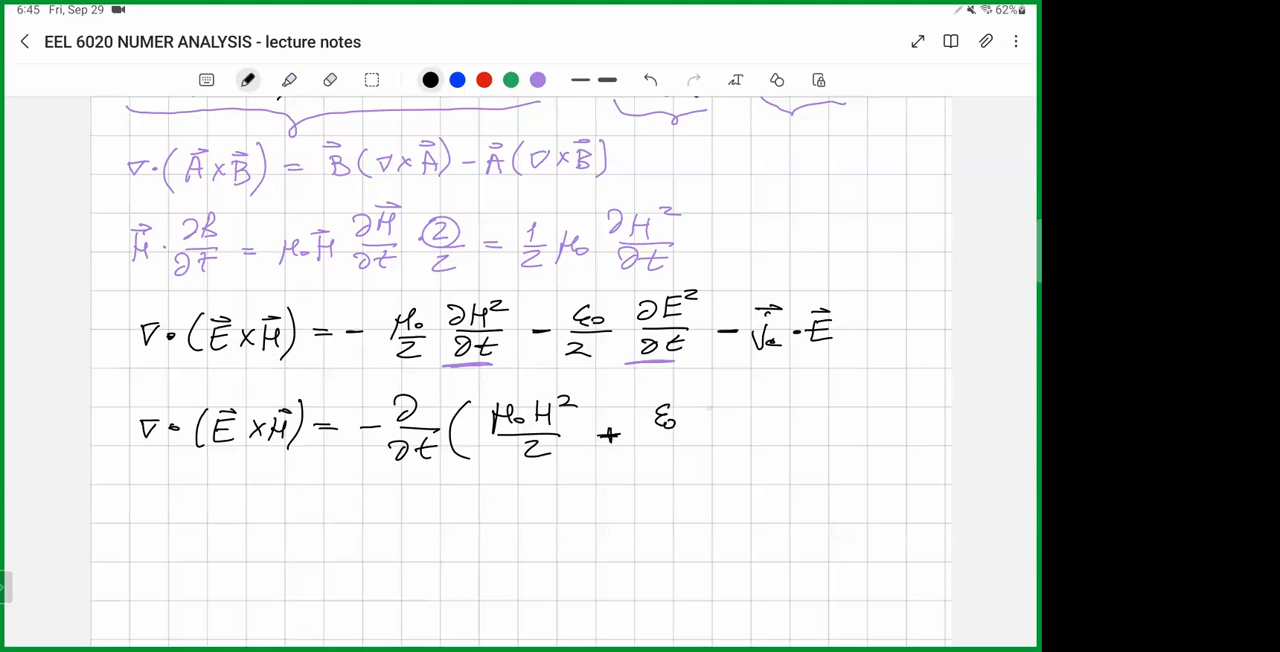 6:45 Fri, Sep 29 62%
EEL 6020 NUMER ANALYSIS - lecture notes
∇·(A⃗×B⃗) = B⃗(∇×A⃗) - A⃗(∇×B⃗)
H⃗·∂B/∂t = μ₀H⃗ ∂H⃗/∂t ·2/2 = 1/2 μ₀ ∂H²/∂t
∇·(E⃗×H⃗) = - μ₀/2 ∂H²/∂t - ε₀/2 ∂E²/∂t - J⃗e·E⃗
∇·(E⃗×H⃗) = - ∂/∂t ( μ₀H²/2 + ε₀